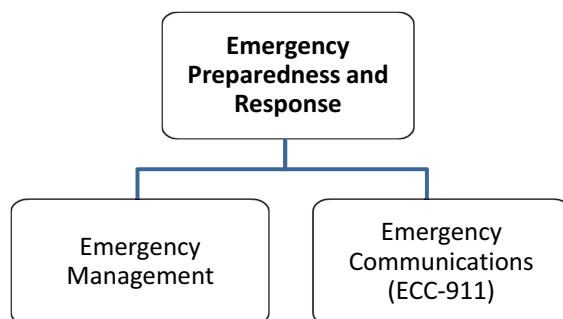 Emergency
Preparedness and
Response
Emergency
Management
Emergency
Communications
(ECC-911)